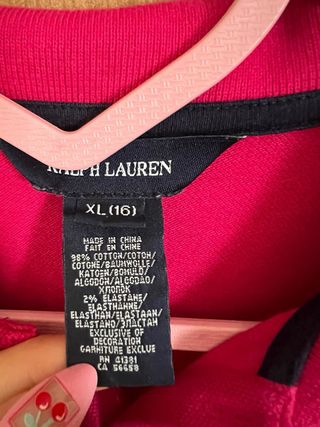 RALPH LAUREN
XL (16)
MADE IN CHINA
FAIT EN CHINE
98% COTTON/COTON/
COTONE/BAUMWOLLE/
KATOEN/BOMULD/
ALGODON/ALGODÃO/
ХЛОПОК
2% ELASTANE/
ELASTHANNE/
ELASTHAN/ELASTAAN/
ELASTANO/ЭЛАСТАН
EXCLUSIVE OF
DECORATION
GARNITURE EXCLUE
RN 41381
CA 56658